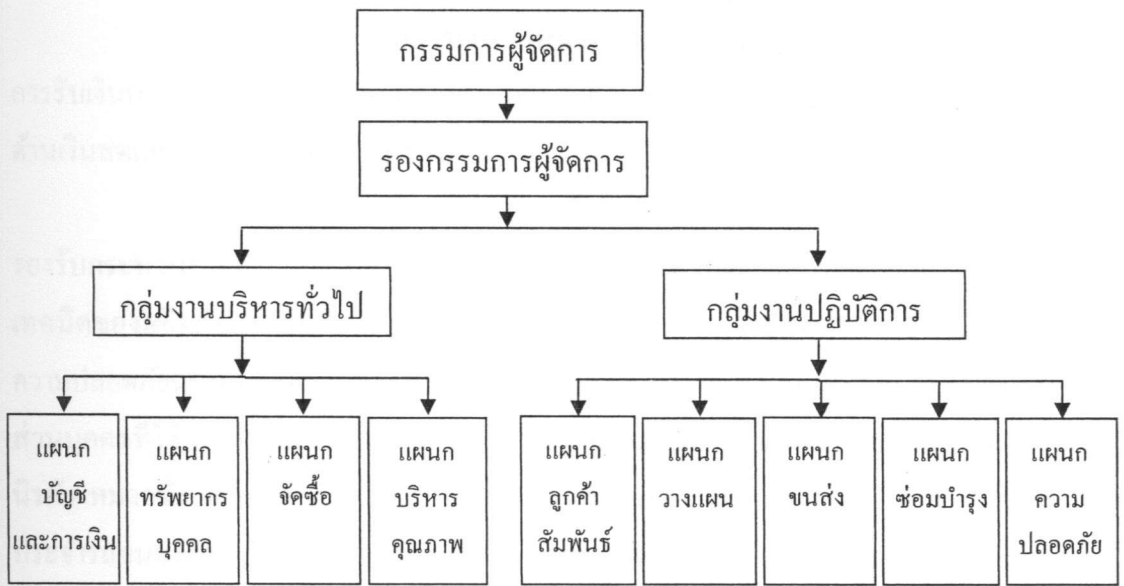 กรรมการผู้จัดการ
รองกรรมการผู้จัดการ
กลุ่มงานบริหารทั่วไป
กลุ่มงานปฏิบัติการ
แผนก
บัญชี
และการเงิน
แผนก
ทรัพยากร
บุคคล
แผนก
จัดซื้อ
แผนก
บริหาร
คุณภาพ
แผนก
ลูกค้า
สัมพันธ์
แผนก
วางแผน
แผนก
ขนส่ง
แผนก
ซ่อมบำรุง
แผนก
ความ
ปลอดภัย